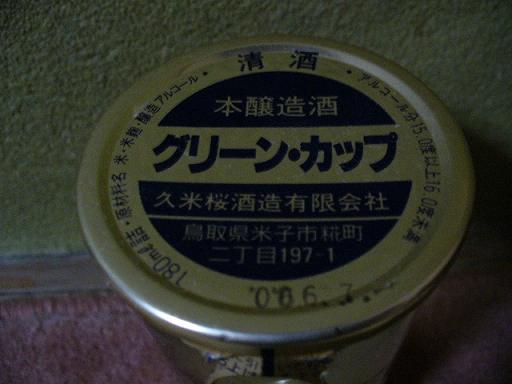 清酒
本醸造酒
グリーン・カップ
久米桜酒造有限会社
鳥取県米子市糀町
二丁目197-1
180ml詰・原材料名 米・米麹・醸造アルコール・
・アルコール分15.0度以上16.0度未満